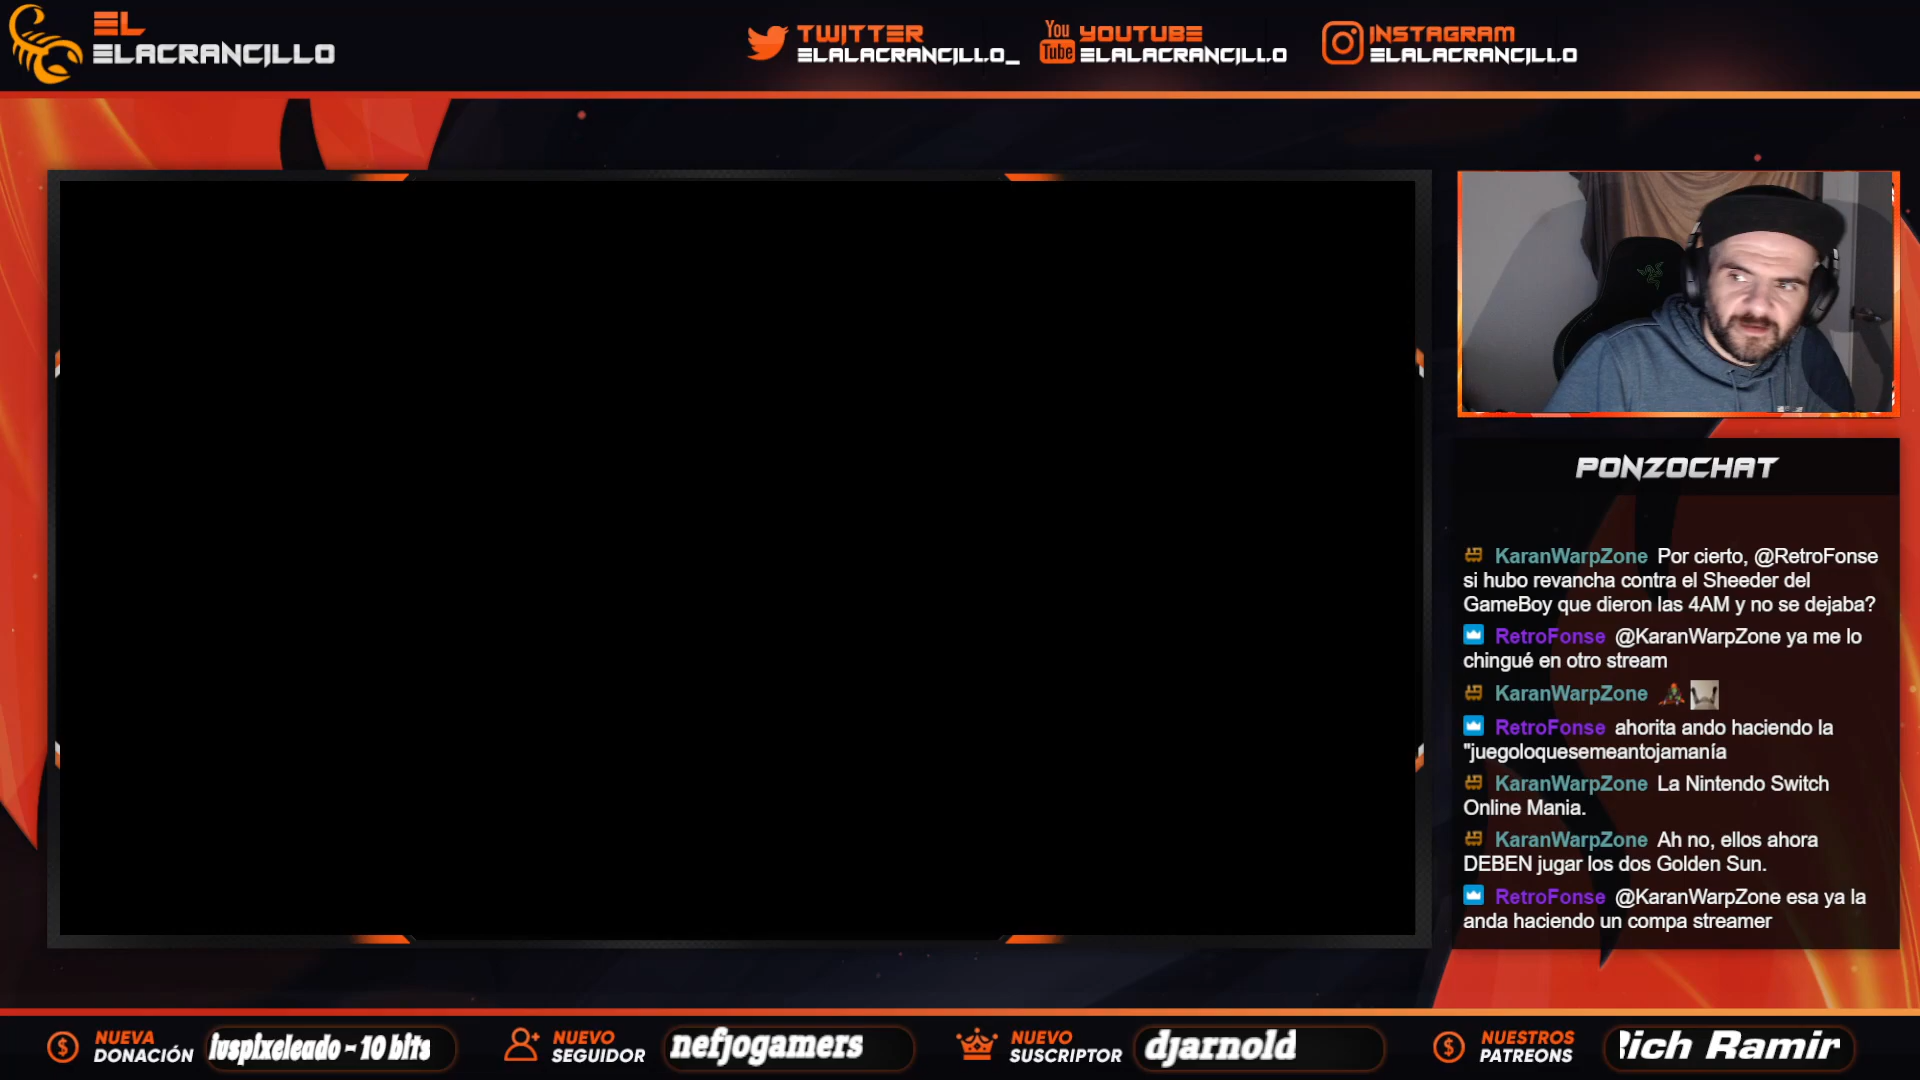 EL
ELACRANCILLO
TWITTER
ELALACRANCILLO_
You
Tube
YOUTUBE
ELALACRANCILLO
INSTAGRAM
ELALACRANCILLO
PONZOCHAT
KaranWarpZone Por cierto, @RetroFonse
si hubo revancha contra el Sheeder del
GameBoy que dieron las 4AM y no se dejaba?
RetroFonse @KaranWarpZone ya me lo
chingué en otro stream
KaranWarpZone
RetroFonse ahorita ando haciendo la
"juegoloquesemeantojamanía
KaranWarpZone La Nintendo Switch
Online Mania.
KaranWarpZone Ah no, ellos ahora
DEBEN jugar los dos Golden Sun.
RetroFonse @KaranWarpZone esa ya la
anda haciendo un compa streamer
NUEVA
DONACIÓN
luspixeleado - 10 bits
NUEVO
SEGUIDOR
nefjogamers
NUEVO
SUSCRIPTOR
djarnold
NUESTROS
PATREONS
Rich Ramir